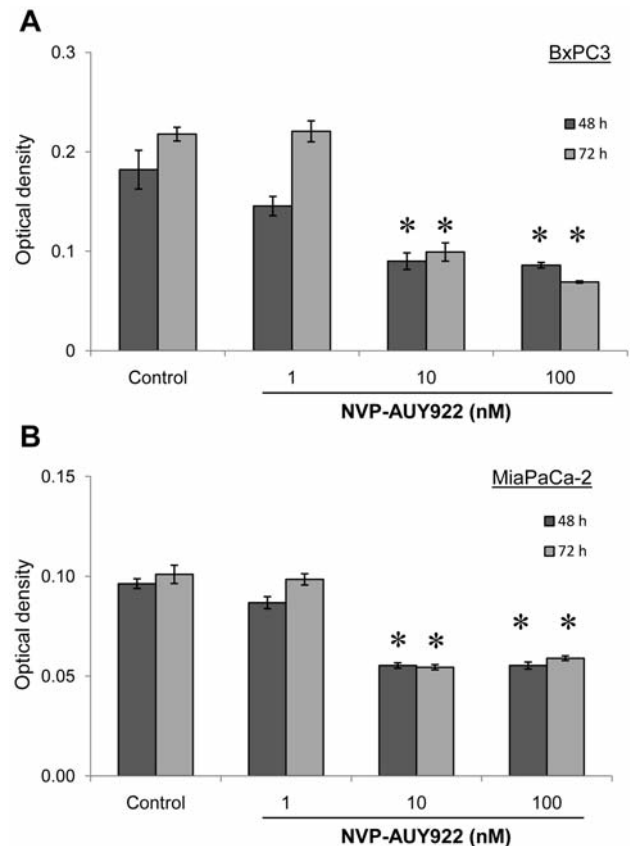 A
BxPC3
0.3
48 h
72 h
0.2
Optical density
* * * *
0.1
0
Control 1 10 100
NVP-AUY922 (nM)
B
MiaPaCa-2
0.15
48 h
72 h
0.10
Optical density
* * * *
0.05
0.00
Control 1 10 100
NVP-AUY922 (nM)